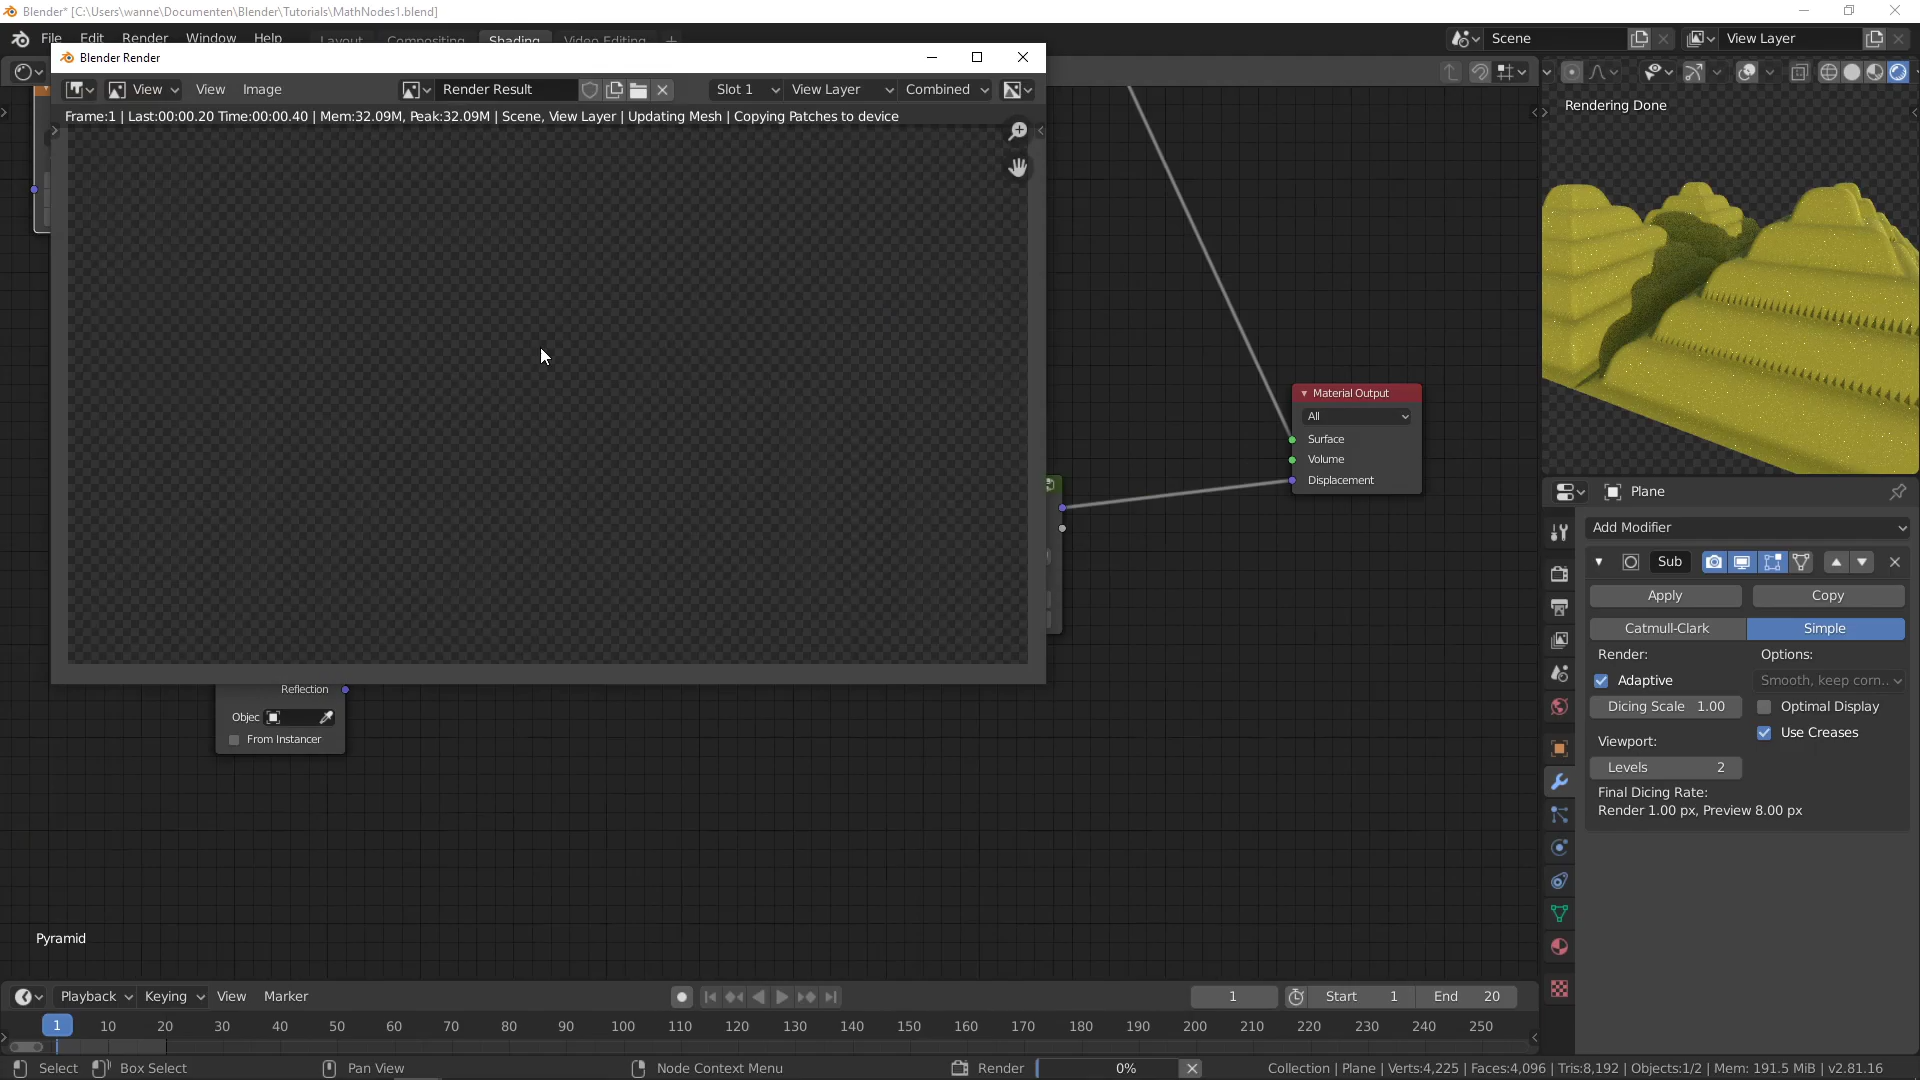 Blender* [C:\Users\wanne\Documenten\Blender\Tutorials\MathNodes1.blend]
File Edit Render Window Help Layout Compositing Shading Video Editing +
Scene View Layer
Blender Render
View View Image Render Result Slot 1 View Layer Combined
Frame:1 | Last:00:00.20 Time:00:00.40 | Mem:32.09M, Peak:32.09M | Scene, View Layer | Updating Mesh | Copying Patches to device
Rendering Done
Material Output
All
Surface
Volume
Displacement
Reflection
Objec
From Instancer
Pyramid
Plane
Add Modifier
Sub
Apply Copy
Catmull-Clark Simple
Render: Options:
Adaptive Smooth, keep corn..
Dicing Scale 1.00 Optimal Display
Use Creases
Viewport:
Levels 2
Final Dicing Rate:
Render 1.00 px, Preview 8.00 px
Playback Keying View Marker 1 Start 1 End 20
1 10 20 30 40 50 60 70 80 90 100 110 120 130 140 150 160 170 180 190 200 210 220 230 240 250
Select Box Select Pan View Node Context Menu Render 0% Collection | Plane | Verts:4,225 | Faces:4,096 | Tris:8,192 | Objects:1/2 | Mem: 191.5 MiB | v2.81.16